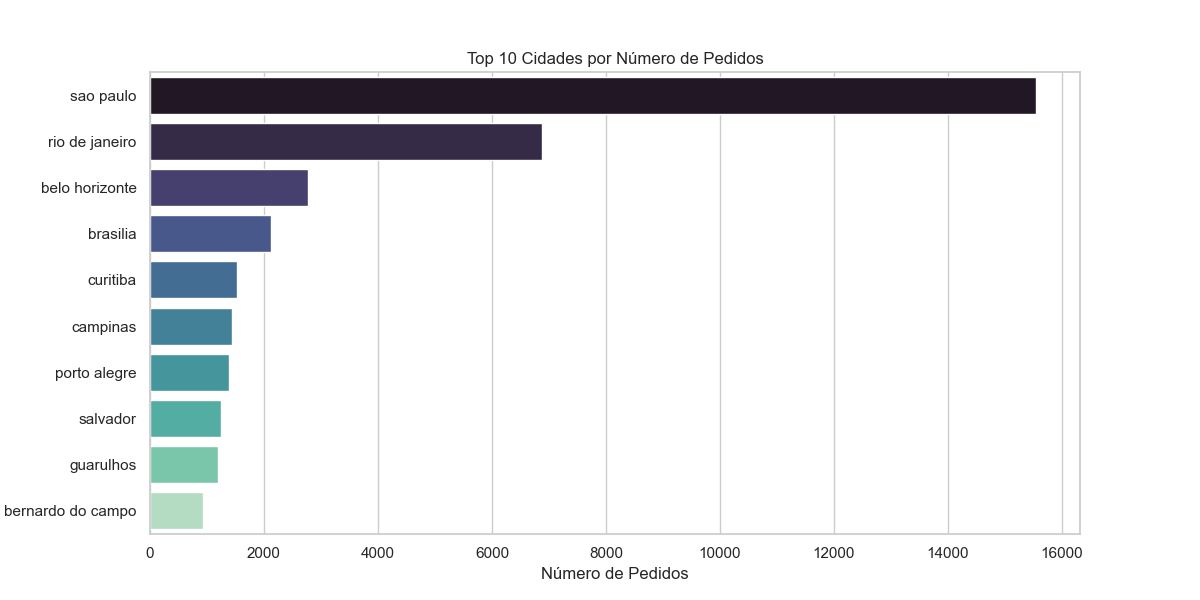 Top 10 Cidades por Número de Pedidos
sao paulo
rio de janeiro
belo horizonte
brasilia
curitiba
campinas
porto alegre
salvador
guarulhos
bernardo do campo
0 2000 4000 6000 8000 10000 12000 14000 16000
Número de Pedidos